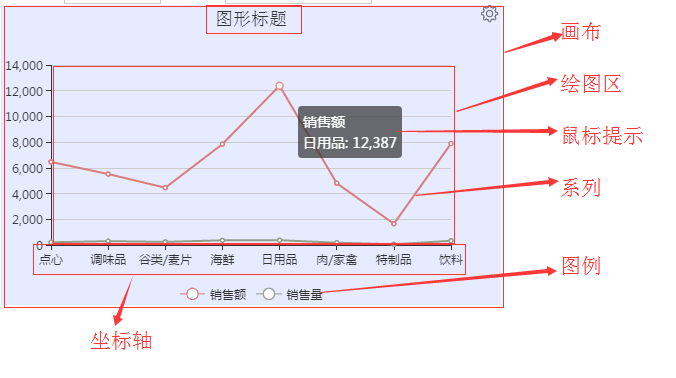 图形标题
画布
14,000
绘图区
12,000
10,000
销售额
日用品: 12,387
鼠标提示
8,000
6,000
系列
4,000
2,000
0
点心 调味品 谷类/麦片 海鲜 日用品 肉/家禽 特制品 饮料
图例
销售额 销售量
坐标轴